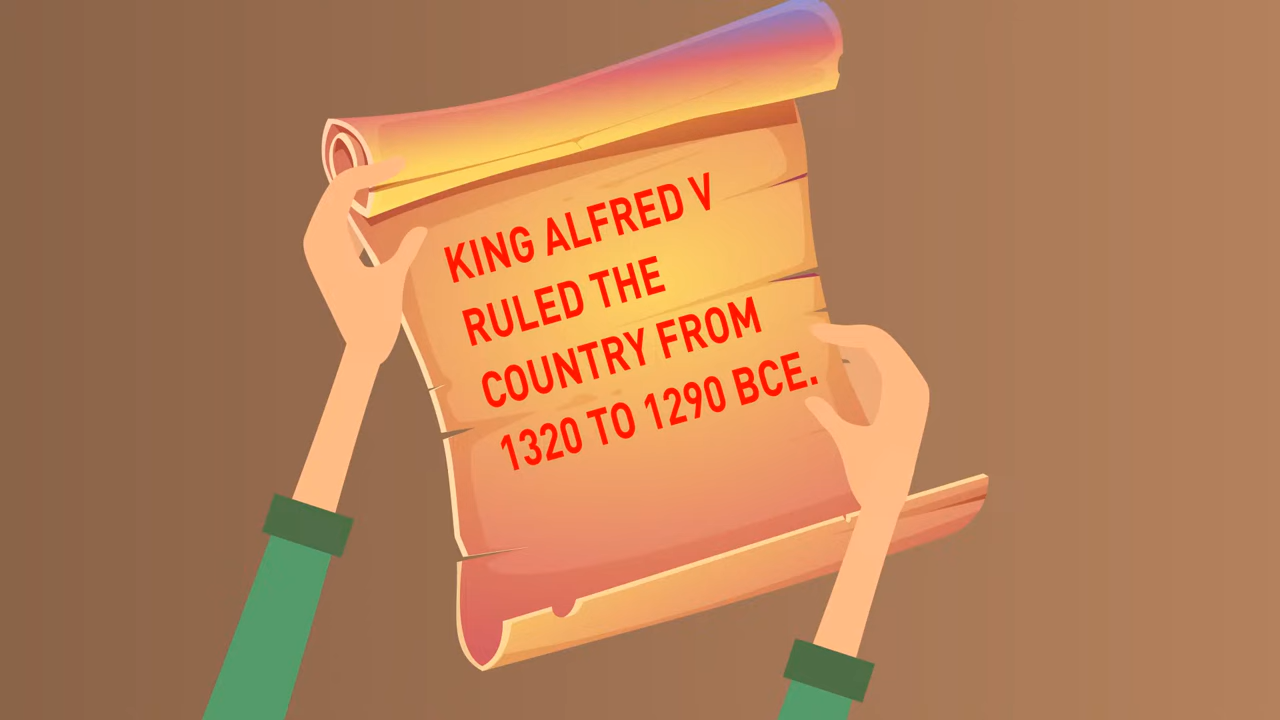 KING ALFRED V
RULED THE
COUNTRY FROM
1320 TO 1290 BCE.